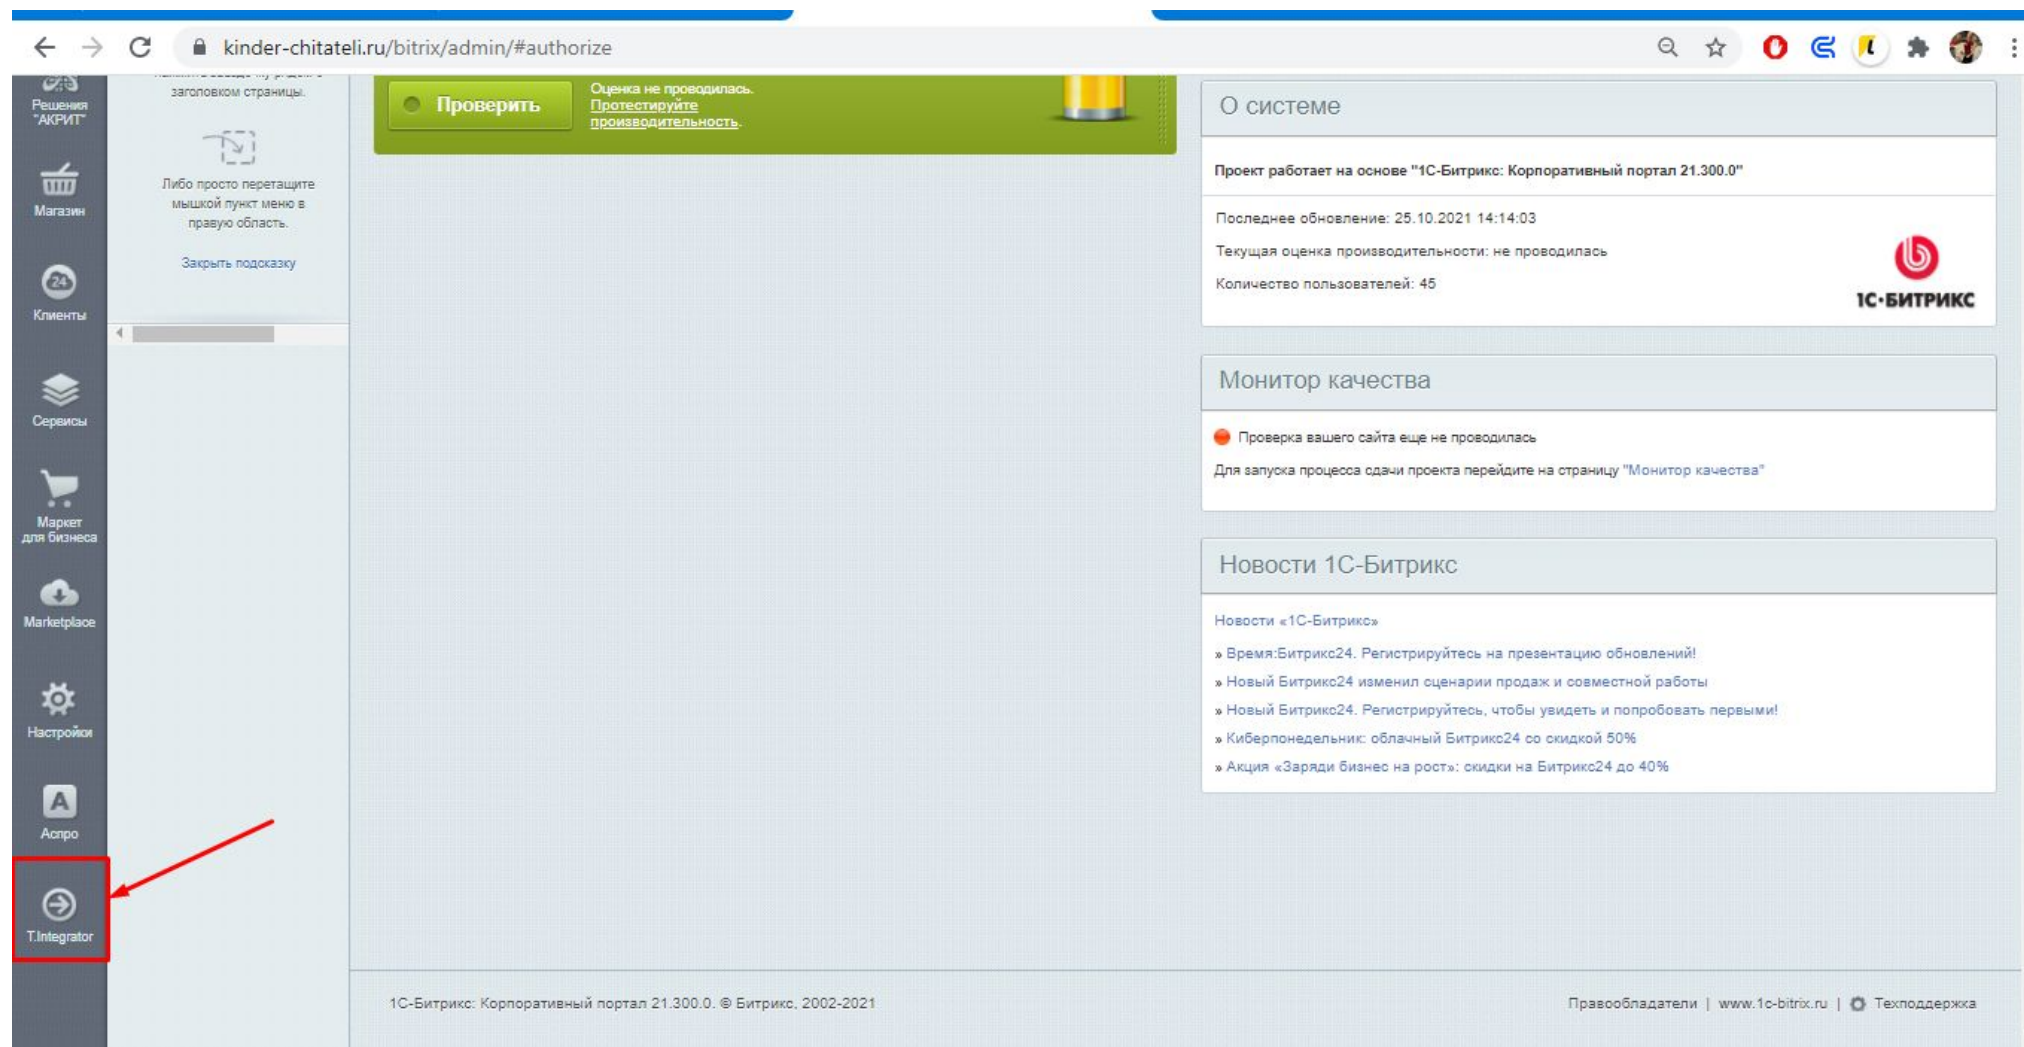 kinder-chitateli.ru/bitrix/admin/#authorize
Решения
"АКРИТ"
Магазин
Клиенты
Сервисы
Маркет
для бизнеса
Marketplace
Настройки
Аспро
T.Integrator
заголовком страницы.
Либо просто перетащите
мышкой пункт меню в
правую область.
Закрыть подсказку
Проверить
Оценка не проводилась.
Протестируйте
производительность.
О системе
Проект работает на основе "1С-Битрикс: Корпоративный портал 21.300.0"
Последнее обновление: 25.10.2021 14:14:03
Текущая оценка производительности: не проводилась
Количество пользователей: 45
1С·БИТРИКС
Монитор качества
Проверка вашего сайта еще не проводилась
Для запуска процесса сдачи проекта перейдите на страницу "Монитор качества"
Новости 1С-Битрикс
Новости «1С-Битрикс»
» Время:Битрикс24. Регистрируйтесь на презентацию обновлений!
» Новый Битрикс24 изменил сценарии продаж и совместной работы
» Новый Битрикс24. Регистрируйтесь, чтобы увидеть и попробовать первыми!
» Киберпонедельник: облачный Битрикс24 со скидкой 50%
» Акция «Заряди бизнес на рост»: скидки на Битрикс24 до 40%
1С-Битрикс: Корпоративный портал 21.300.0. © Битрикс, 2002-2021
Правообладатели | www.1c-bitrix.ru | Техподдержка